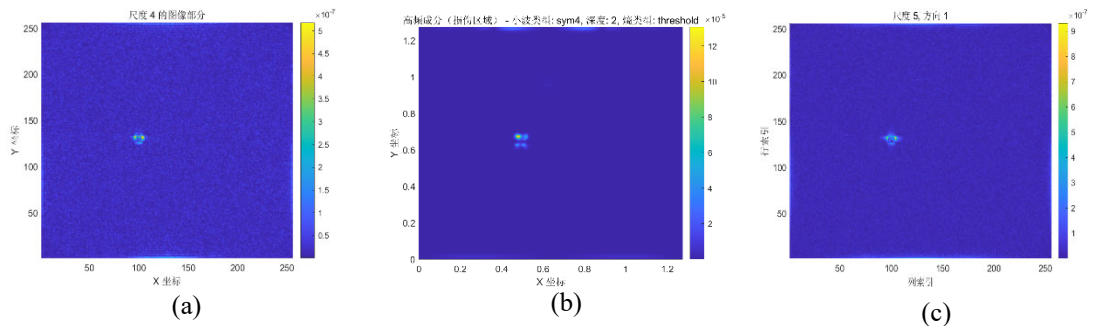 尺度 4 的图像部分
×10⁻⁷
250
200
150
100
50
50 100 150 200 250
5
4.5
4
3.5
3
2.5
2
1.5
1
0.5
Y 坐标
X 坐标
(a)
高频成分（损伤区域） - 小波类型: sym4, 深度: 2, 熵类型: threshold
1.2
1
0.8
0.6
0.4
0.2
0
0 0.2 0.4 0.6 0.8 1 1.2
12
10
8
6
4
2
Y 坐标
X 坐标
(b)
尺度 5, 方向 1
×10⁻⁷
250
200
150
100
50
50 100 150 200 250
9
8
7
6
5
4
3
2
1
行索引
列索引
(c)